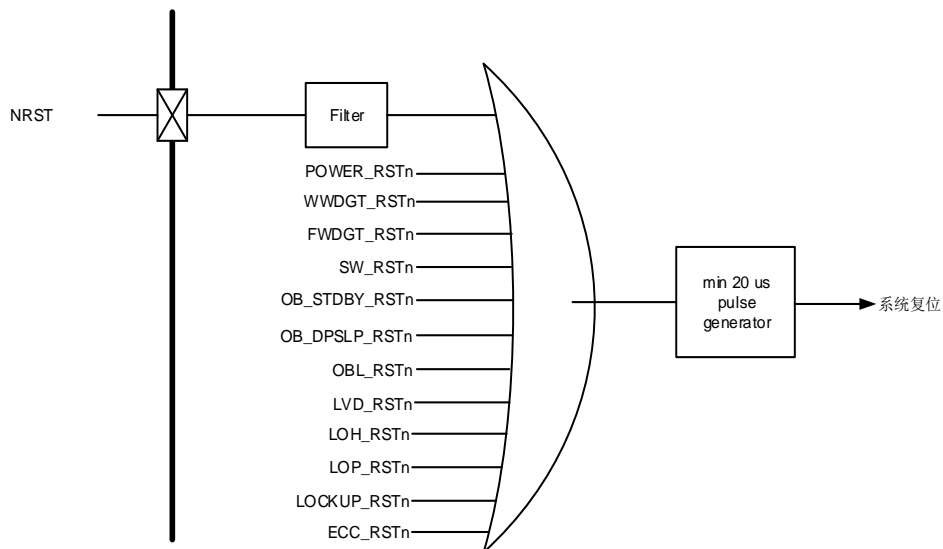 NRST
Filter
POWER_RSTn
WWDGT_RSTn
FWDGT_RSTn
SW_RSTn
OB_STDBY_RSTn
OB_DPSLP_RSTn
OBL_RSTn
LVD_RSTn
LOH_RSTn
LOP_RSTn
LOCKUP_RSTn
ECC_RSTn
min 20 us
pulse
generator
系统复位